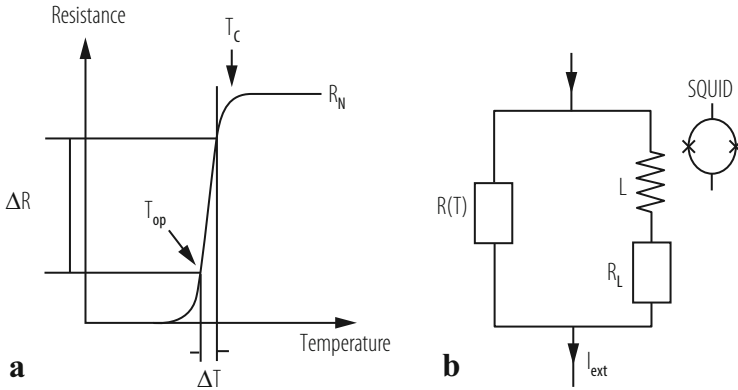 Resistance
T_C
R_N
ΔR
T_op
Temperature
ΔT
a
SQUID
L
R(T)
R_L
I_ext
b